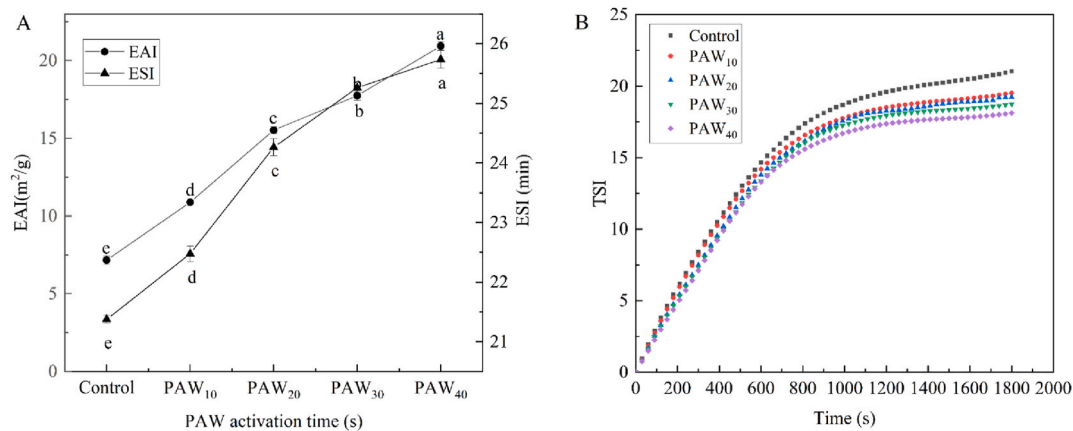 A
EAI
ESI
EAI(m²/g)
20
15
10
5
0
26
25
24
23
22
21
ESI (min)
e
e
d
d
c
c
b
b
a
a
Control
PAW₁₀
PAW₂₀
PAW₃₀
PAW₄₀
PAW activation time (s)
B
Control
PAW₁₀
PAW₂₀
PAW₃₀
PAW₄₀
TSI
25
20
15
10
5
0
0 200 400 600 800 1000 1200 1400 1600 1800 2000
Time (s)